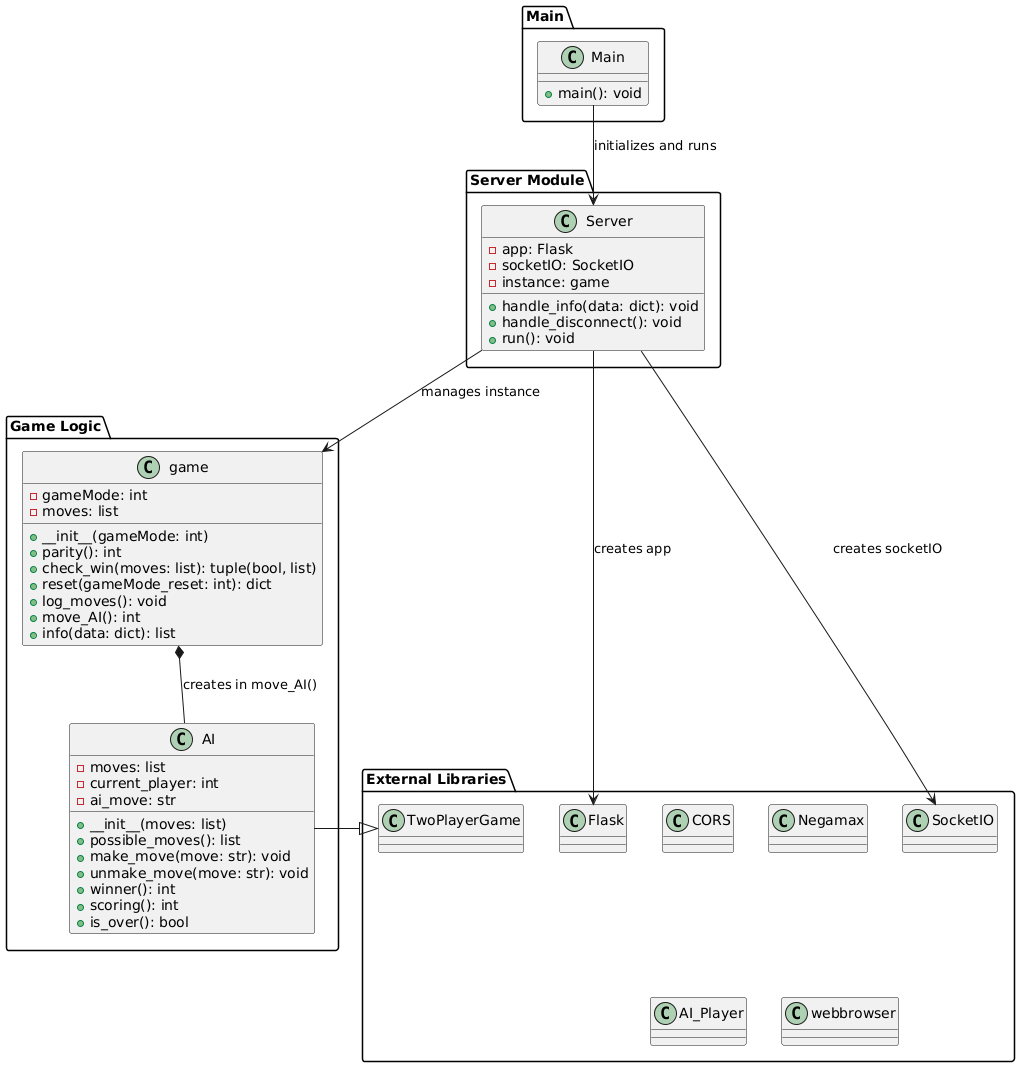 Main
C Main
main(): void
initializes and runs
Server Module
C Server
app: Flask
socketIO: SocketIO
instance: game
handle_info(data: dict): void
handle_disconnect(): void
run(): void
manages instance
Game Logic
C game
gameMode: int
moves: list
__init__(gameMode: int)
parity(): int
check_win(moves: list): tuple(bool, list)
reset(gameMode_reset: int): dict
log_moves(): void
move_AI(): int
info(data: dict): list
creates app
creates socketIO
creates in move_AI()
C AI
moves: list
current_player: int
ai_move: str
__init__(moves: list)
possible_moves(): list
make_move(move: str): void
unmake_move(move: str): void
winner(): int
scoring(): int
is_over(): bool
External Libraries
C TwoPlayerGame
C Flask
C CORS
C Negamax
C SocketIO
C AI_Player
C webbrowser